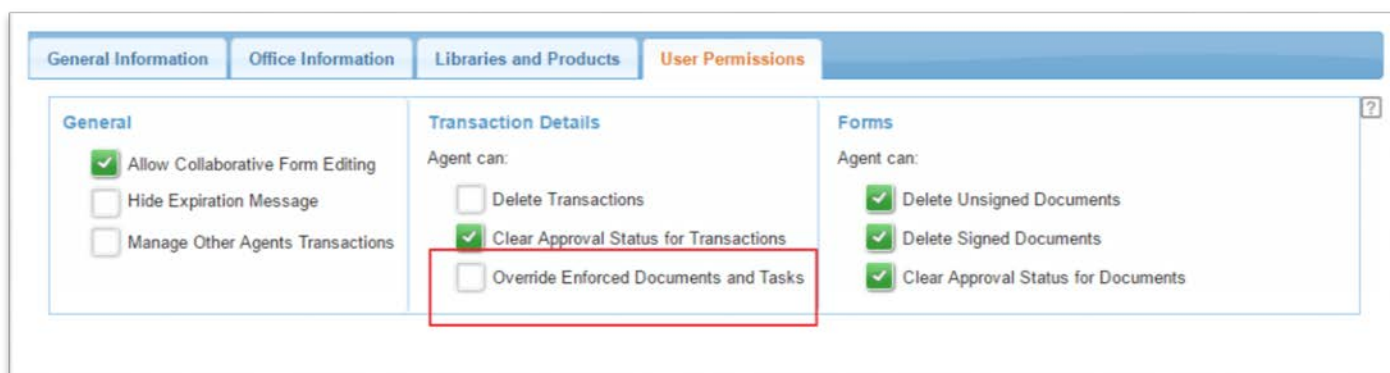 General Information
Office Information
Libraries and Products
User Permissions
General
Allow Collaborative Form Editing
Hide Expiration Message
Manage Other Agents Transactions
Transaction Details
Agent can:
Delete Transactions
Clear Approval Status for Transactions
Override Enforced Documents and Tasks
Forms
Agent can:
Delete Unsigned Documents
Delete Signed Documents
Clear Approval Status for Documents
?